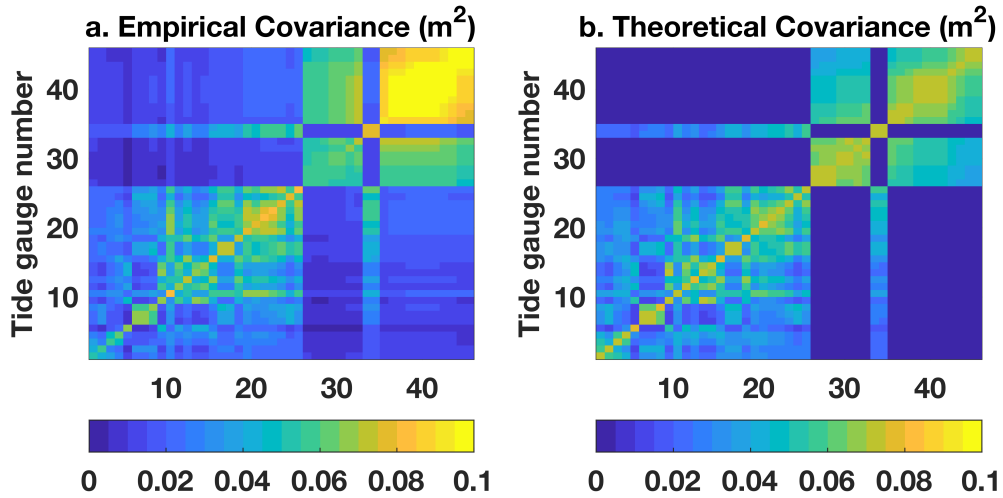 a. Empirical Covariance (m²)
Tide gauge number
40
30
20
10
10 20 30 40
0 0.02 0.04 0.06 0.08 0.1
b. Theoretical Covariance (m²)
Tide gauge number
40
30
20
10
10 20 30 40
0 0.02 0.04 0.06 0.08 0.1